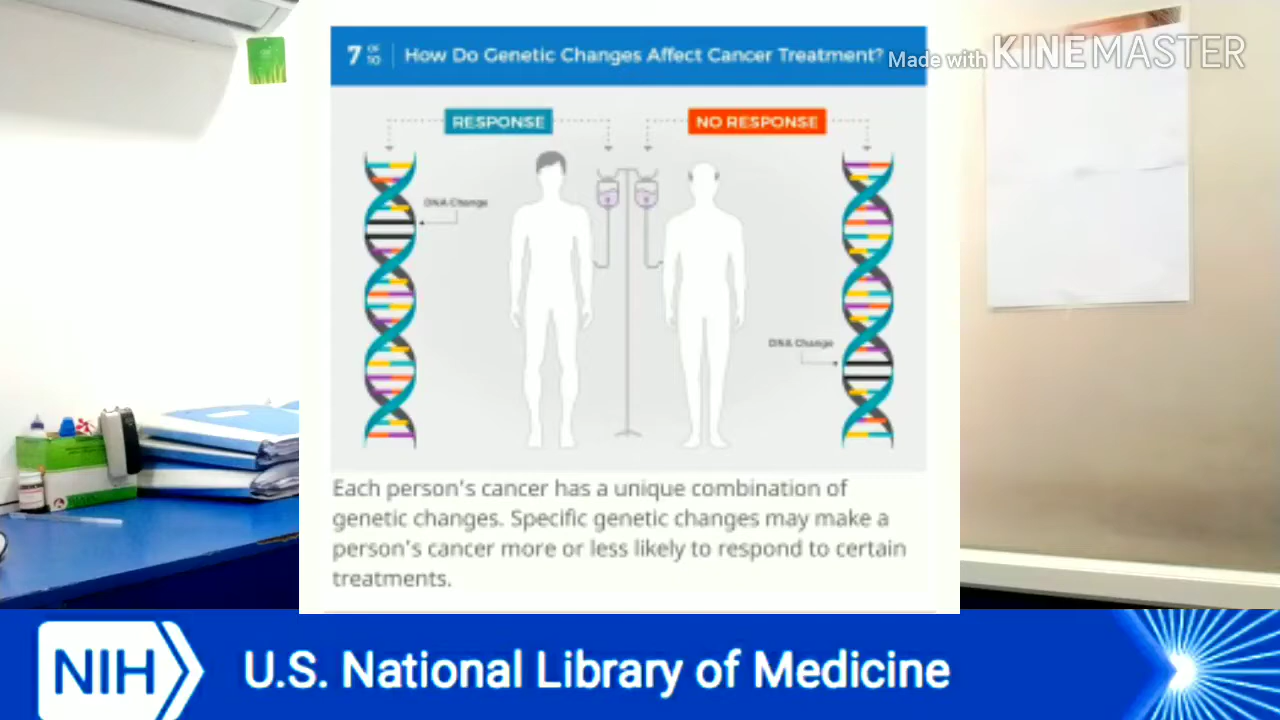 7 OF 10 How Do Genetic Changes Affect Cancer Treatment?
Made with KINEMASTER
RESPONSE
NO RESPONSE
DNA Change
DNA Change
Each person's cancer has a unique combination of
genetic changes. Specific genetic changes may make a
person's cancer more or less likely to respond to certain
treatments.
NIH U.S. National Library of Medicine